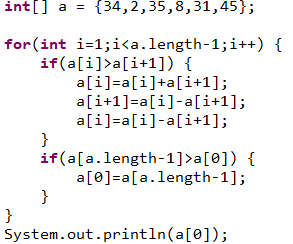 int[] a = {34,2,35,8,31,45};
for(int i=1;i<a.length-1;i++) {
if(a[i]>a[i+1]) {
a[i]=a[i]+a[i+1];
a[i+1]=a[i]-a[i+1];
a[i]=a[i]-a[i+1];
}
if(a[a.length-1]>a[0]) {
a[0]=a[a.length-1];
}
}
System.out.println(a[0]);